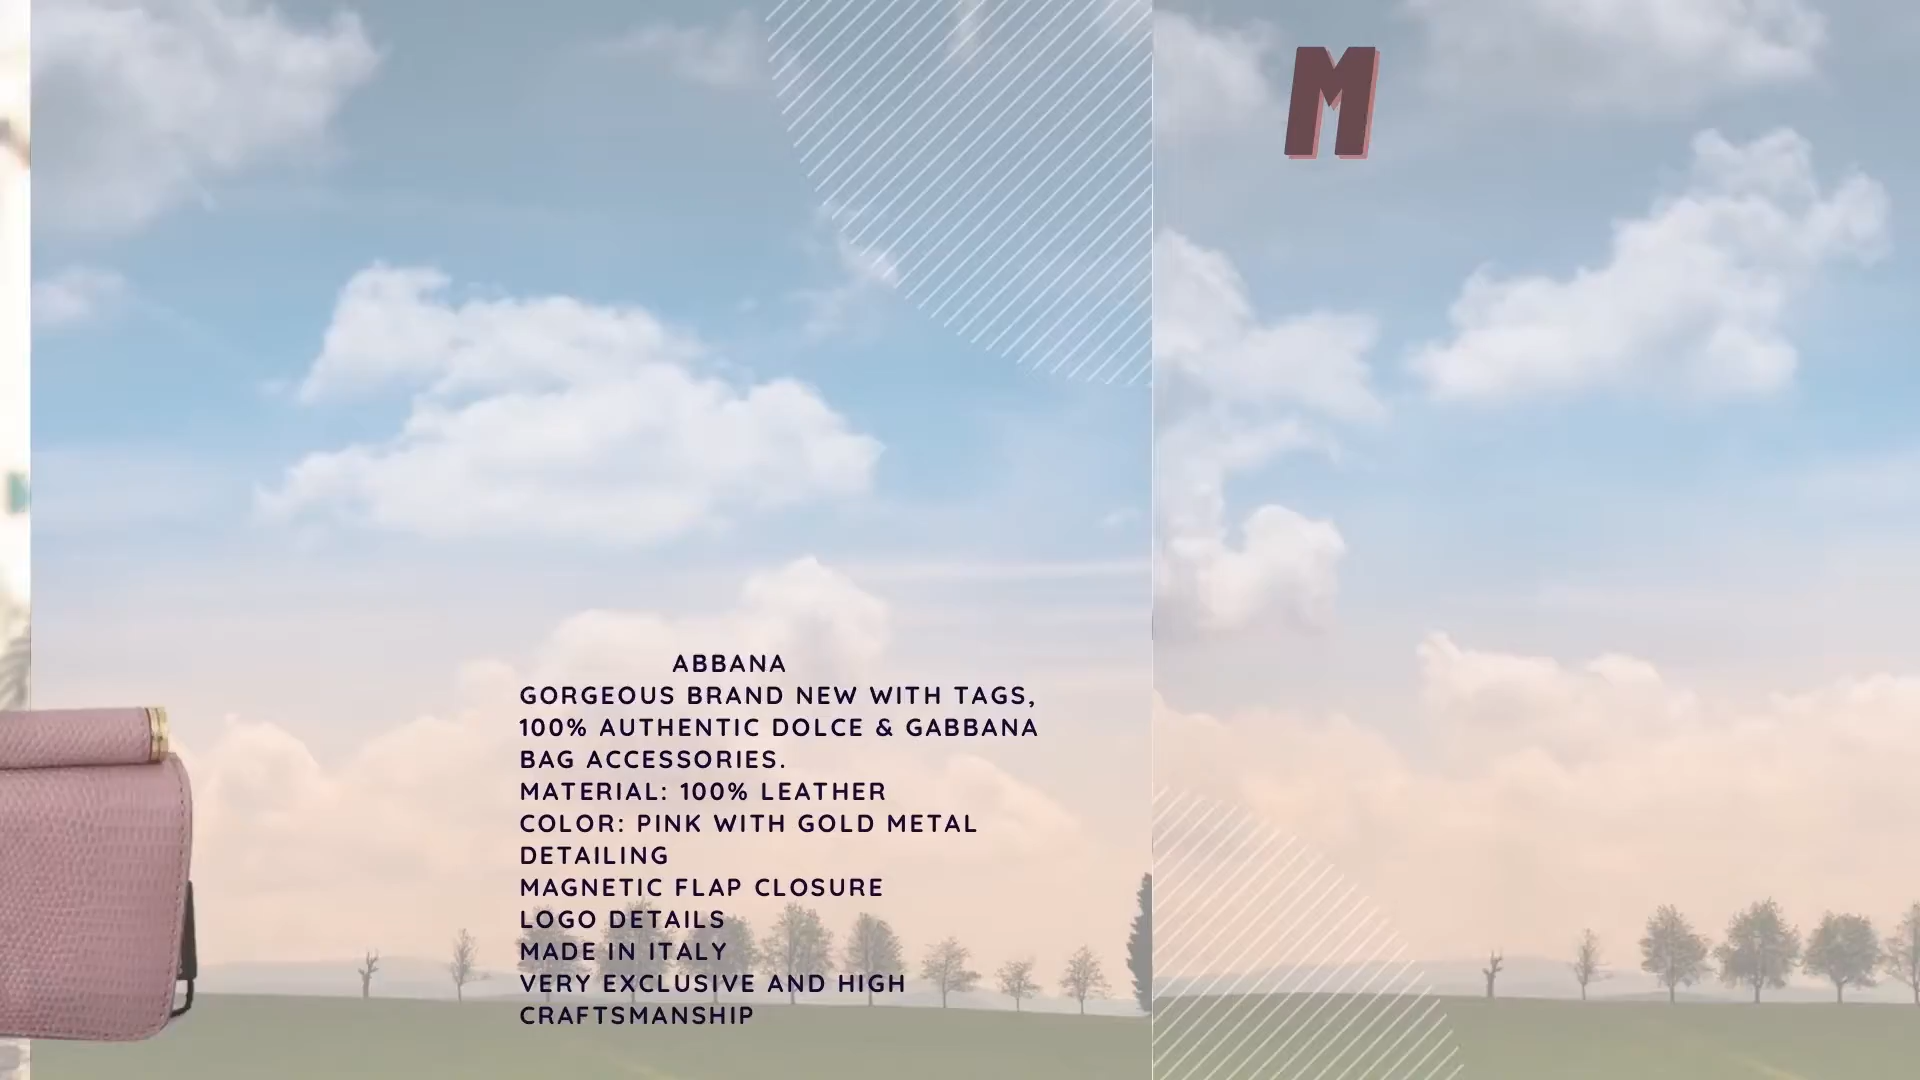 M
ABBANA
GORGEOUS BRAND NEW WITH TAGS,
100% AUTHENTIC DOLCE & GABBANA
BAG ACCESSORIES.
MATERIAL: 100% LEATHER
COLOR: PINK WITH GOLD METAL
DETAILING
MAGNETIC FLAP CLOSURE
LOGO DETAILS
MADE IN ITALY
VERY EXCLUSIVE AND HIGH
CRAFTSMANSHIP